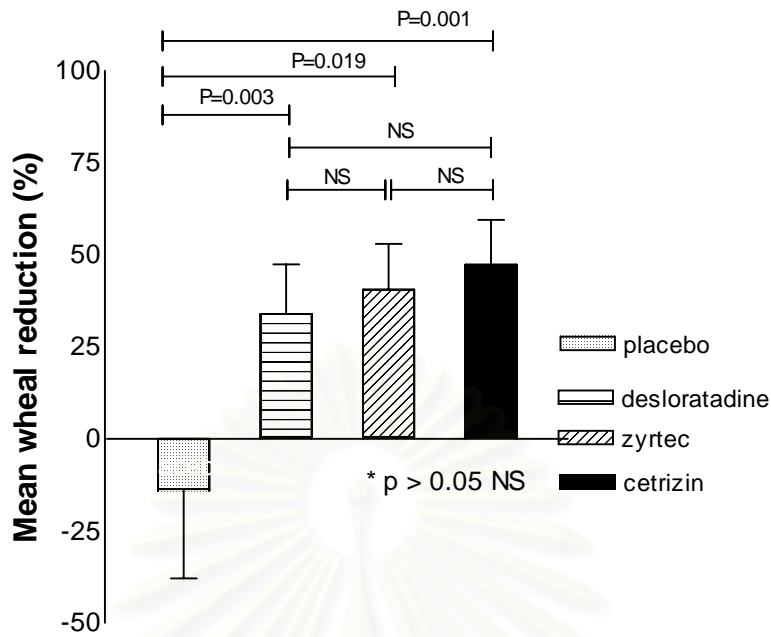 P=0.001
P=0.019
P=0.003
NS
NS
NS
Mean wheal reduction (%)
100
75
50
25
0
-25
-50
placebo
desloratadine
zyrtec
cetrizin
* p > 0.05 NS